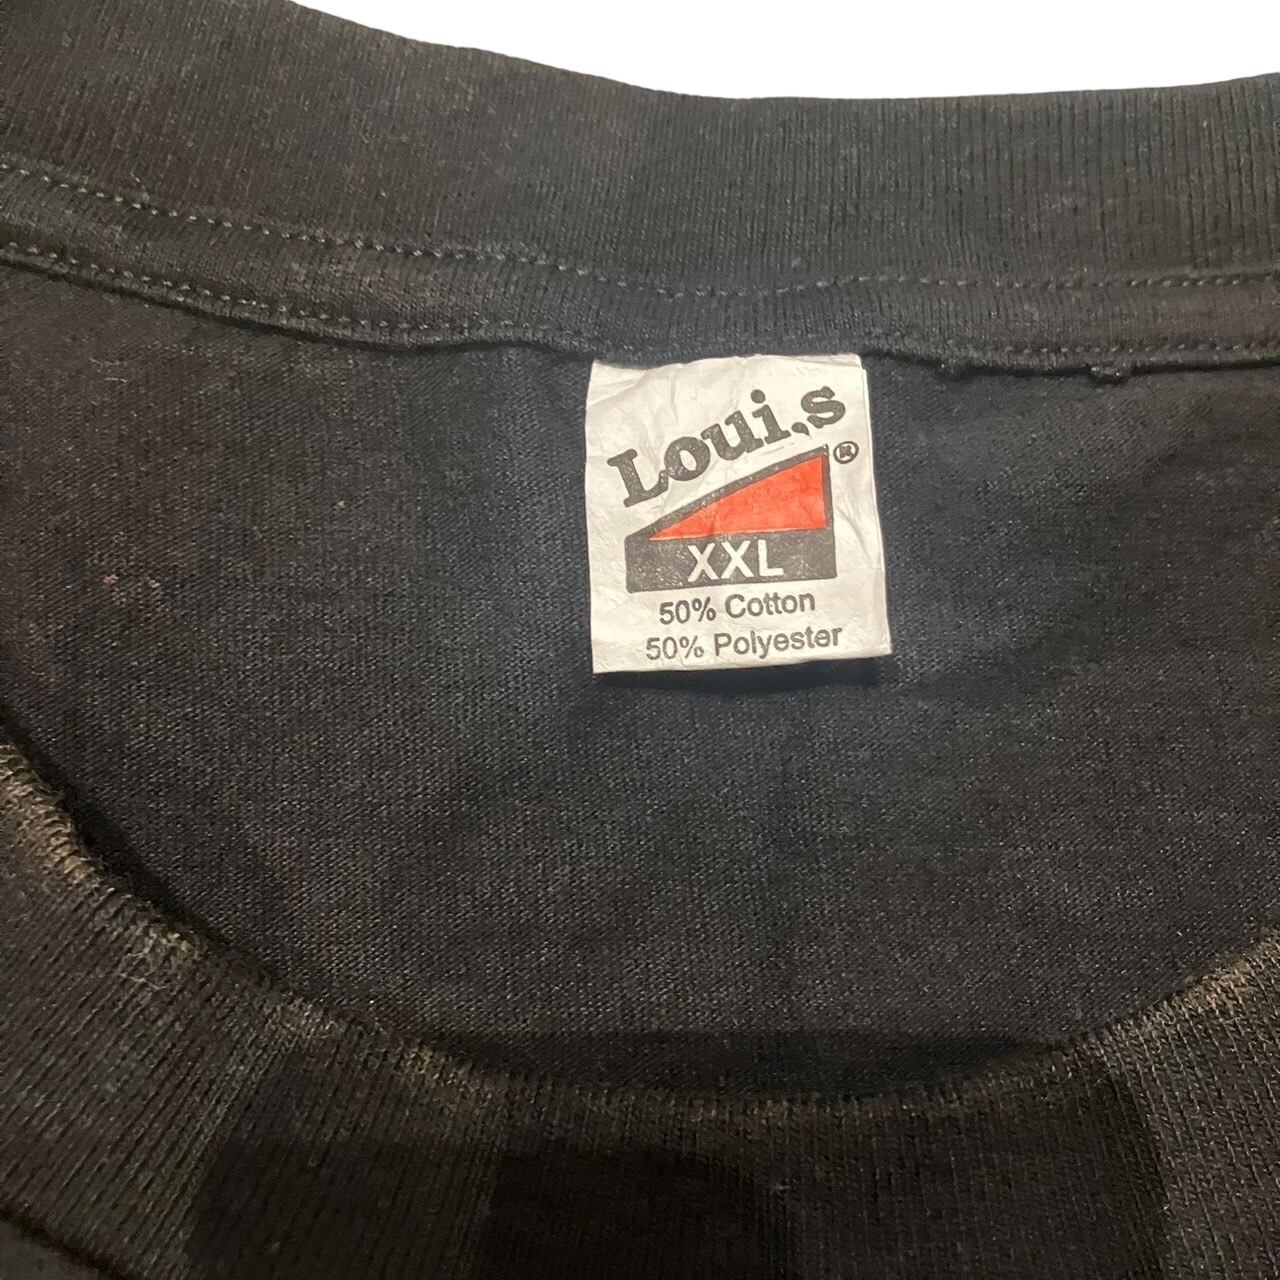 Loui,s
®
XXL
50% Cotton
50% Polyester